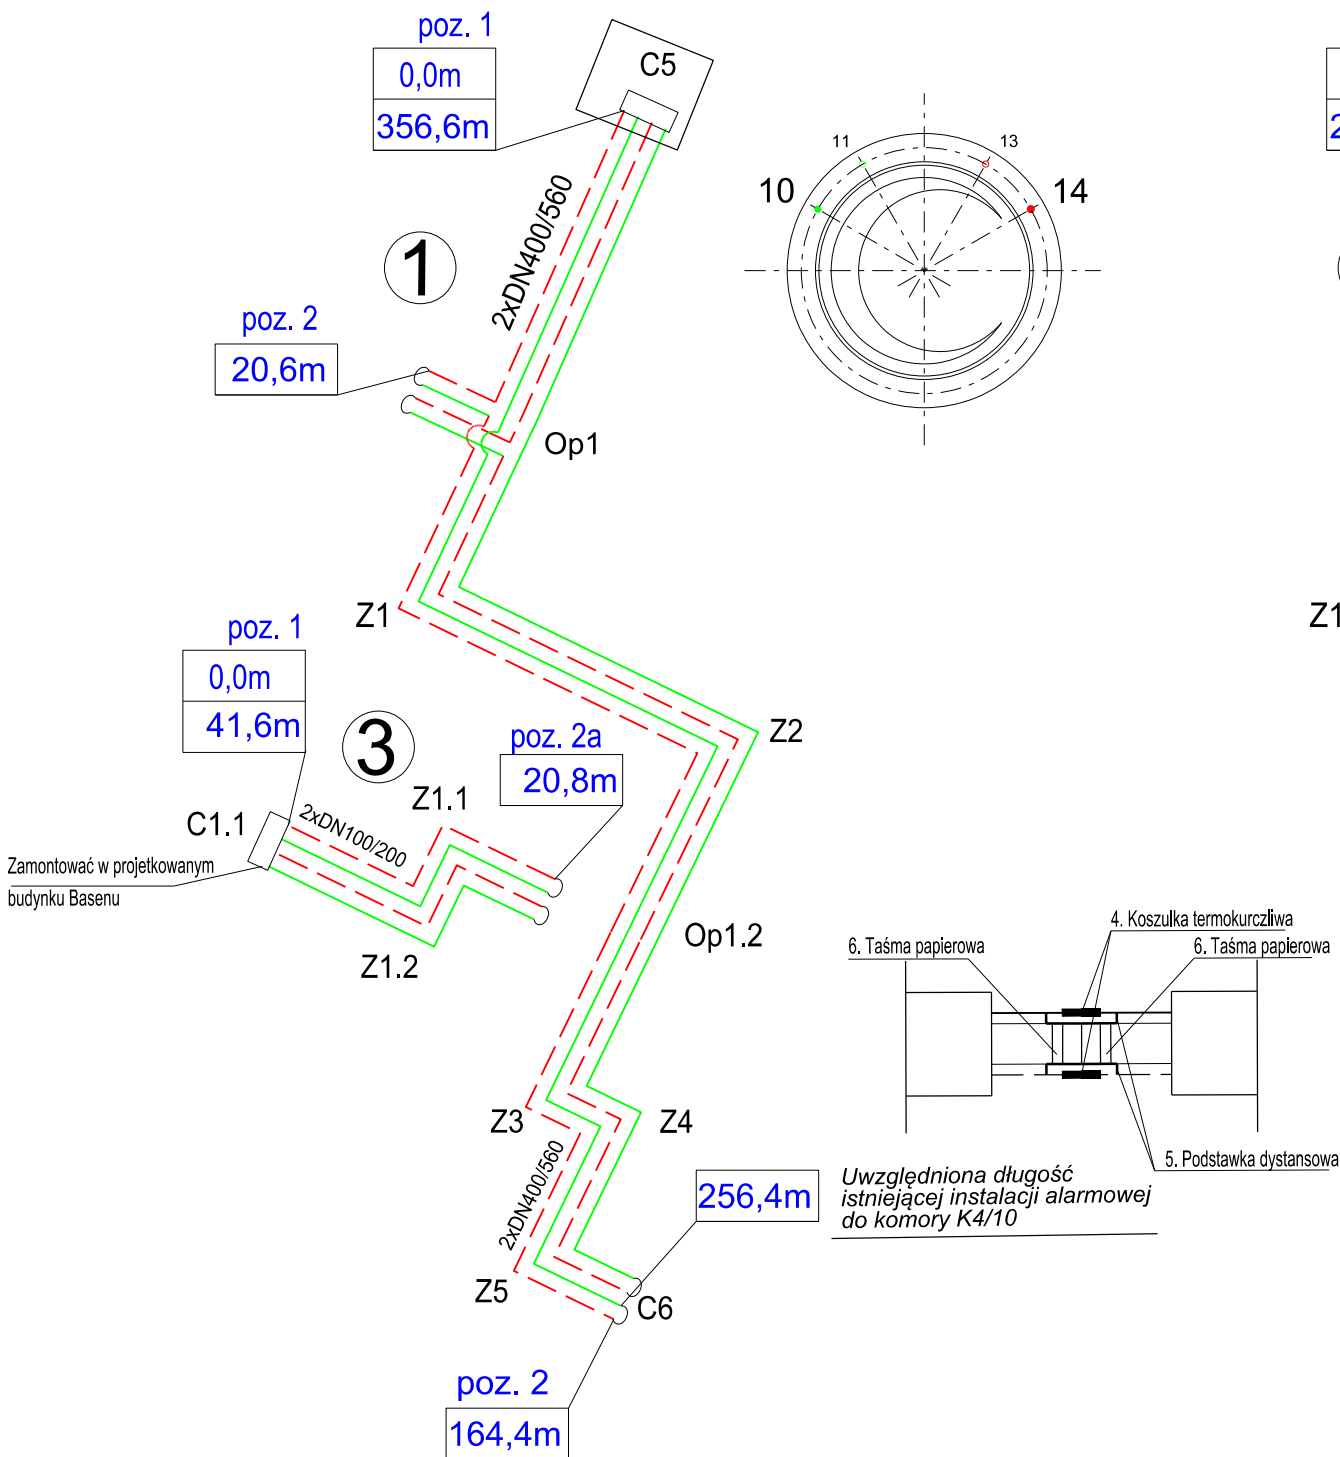 poz. 1
0,0m
356,6m
C5
2xDN400/560
1
poz. 2
20,6m
Op1
11
13
10
14
2
Z1
Z1
poz. 1
0,0m
41,6m
3
Z2
poz. 2a
20,8m
Z1.1
C1.1
2xDN100/200
Zamontować w projetkowanym
budynku Basenu
Z1.2
Op1.2
4. Koszulka termokurczliwa
6. Taśma papierowa
6. Taśma papierowa
5. Podstawka dystansowa
Z3
Z4
2xDN400/560
256,4m
Uwzględniona długość
istniejącej instalacji alarmowej
do komory K4/10
Z5
C6
poz. 2
164,4m